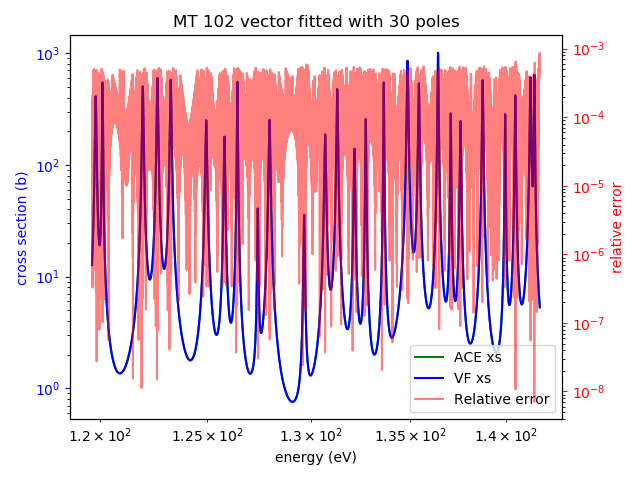 MT 102 vector fitted with 30 poles
cross section (b)
10³
10²
10¹
10⁰
10⁻³
10⁻⁴
10⁻⁵
10⁻⁶
10⁻⁷
10⁻⁸
relative error
ACE xs
VF xs
Relative error
1.2 × 10² 1.25 × 10² 1.3 × 10² 1.35 × 10² 1.4 × 10²
energy (eV)